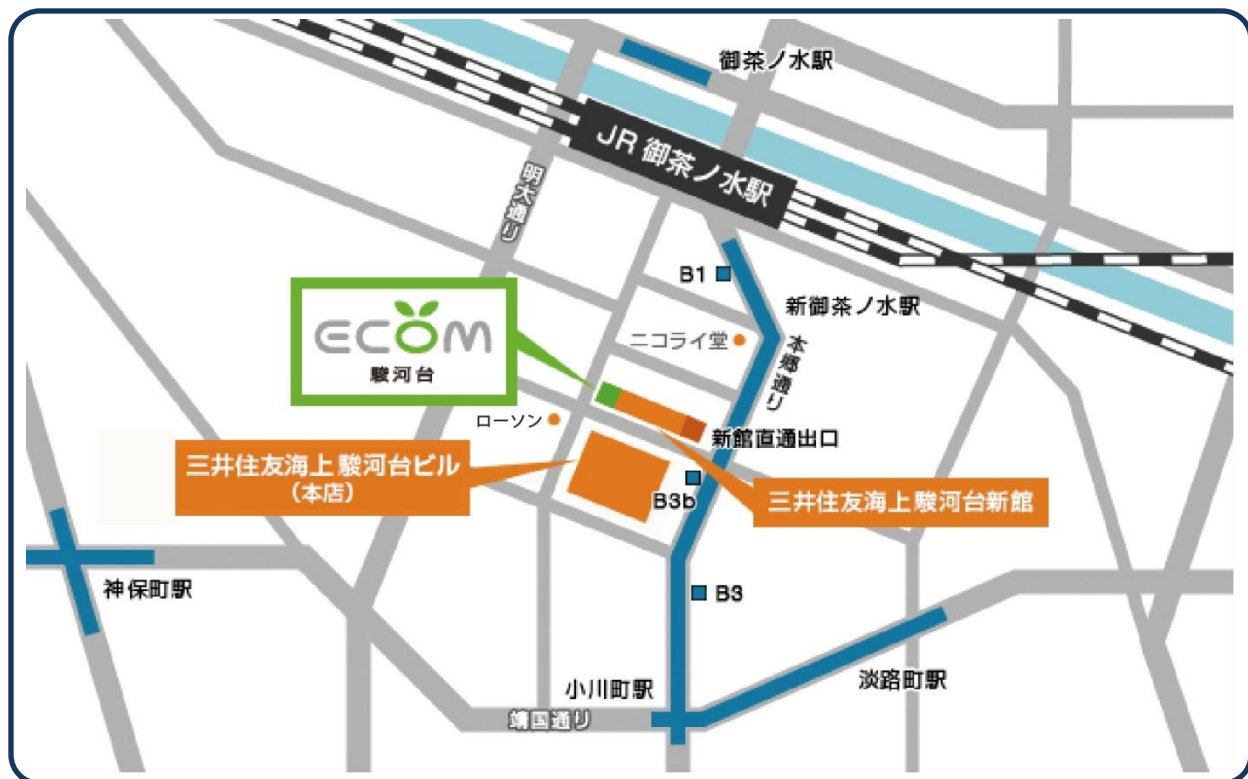 御茶ノ水駅
JR 御茶ノ水駅
明大通り
B1
新御茶ノ水駅
ECOM
駿河台
ニコライ堂
本郷通り
ローソン
新館直通出口
三井住友海上 駿河台ビル
（本店）
B3b
三井住友海上 駿河台新館
神保町駅
B3
小川町駅
淡路町駅
靖国通り